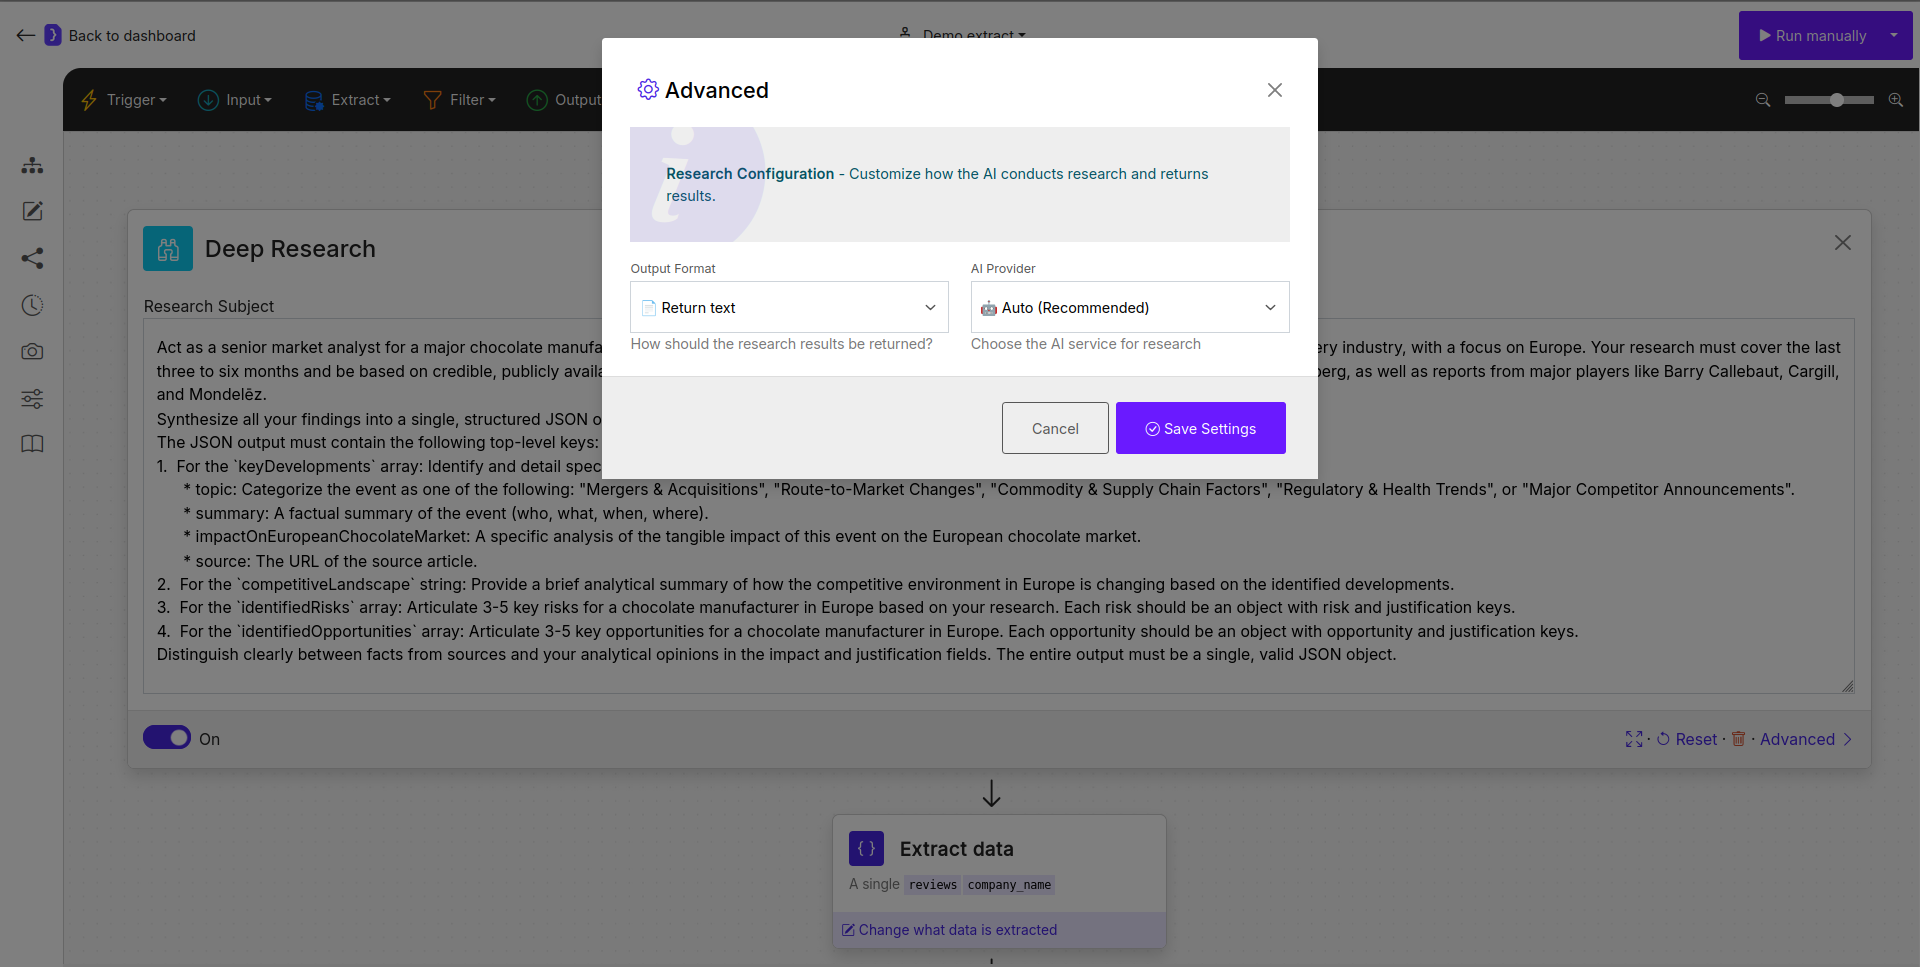 Back to dashboard
Demo extract
Run manually
Trigger
Input
Extract
Filter
Output
Advanced
Research Configuration - Customize how the AI conducts research and returns
results.
Output Format
AI Provider
Return text
Auto (Recommended)
How should the research results be returned?
Choose the AI service for research
Cancel
Save Settings
Deep Research
Research Subject
Act as a senior market analyst for a major chocolate manufa
ery industry, with a focus on Europe. Your research must cover the last
three to six months and be based on credible, publicly availa
erg, as well as reports from major players like Barry Callebaut, Cargill,
and Mondelēz.
Synthesize all your findings into a single, structured JSON o
The JSON output must contain the following top-level keys:
1. For the `keyDevelopments` array: Identify and detail spec
* topic: Categorize the event as one of the following: "Mergers & Acquisitions", "Route-to-Market Changes", "Commodity & Supply Chain Factors", "Regulatory & Health Trends", or "Major Competitor Announcements".
* summary: A factual summary of the event (who, what, when, where).
* impactOnEuropeanChocolateMarket: A specific analysis of the tangible impact of this event on the European chocolate market.
* source: The URL of the source article.
2. For the `competitiveLandscape` string: Provide a brief analytical summary of how the competitive environment in Europe is changing based on the identified developments.
3. For the `identifiedRisks` array: Articulate 3-5 key risks for a chocolate manufacturer in Europe based on your research. Each risk should be an object with risk and justification keys.
4. For the `identifiedOpportunities` array: Articulate 3-5 key opportunities for a chocolate manufacturer in Europe. Each opportunity should be an object with opportunity and justification keys.
Distinguish clearly between facts from sources and your analytical opinions in the impact and justification fields. The entire output must be a single, valid JSON object.
On
· Reset · · Advanced
Extract data
A single reviews company_name
Change what data is extracted